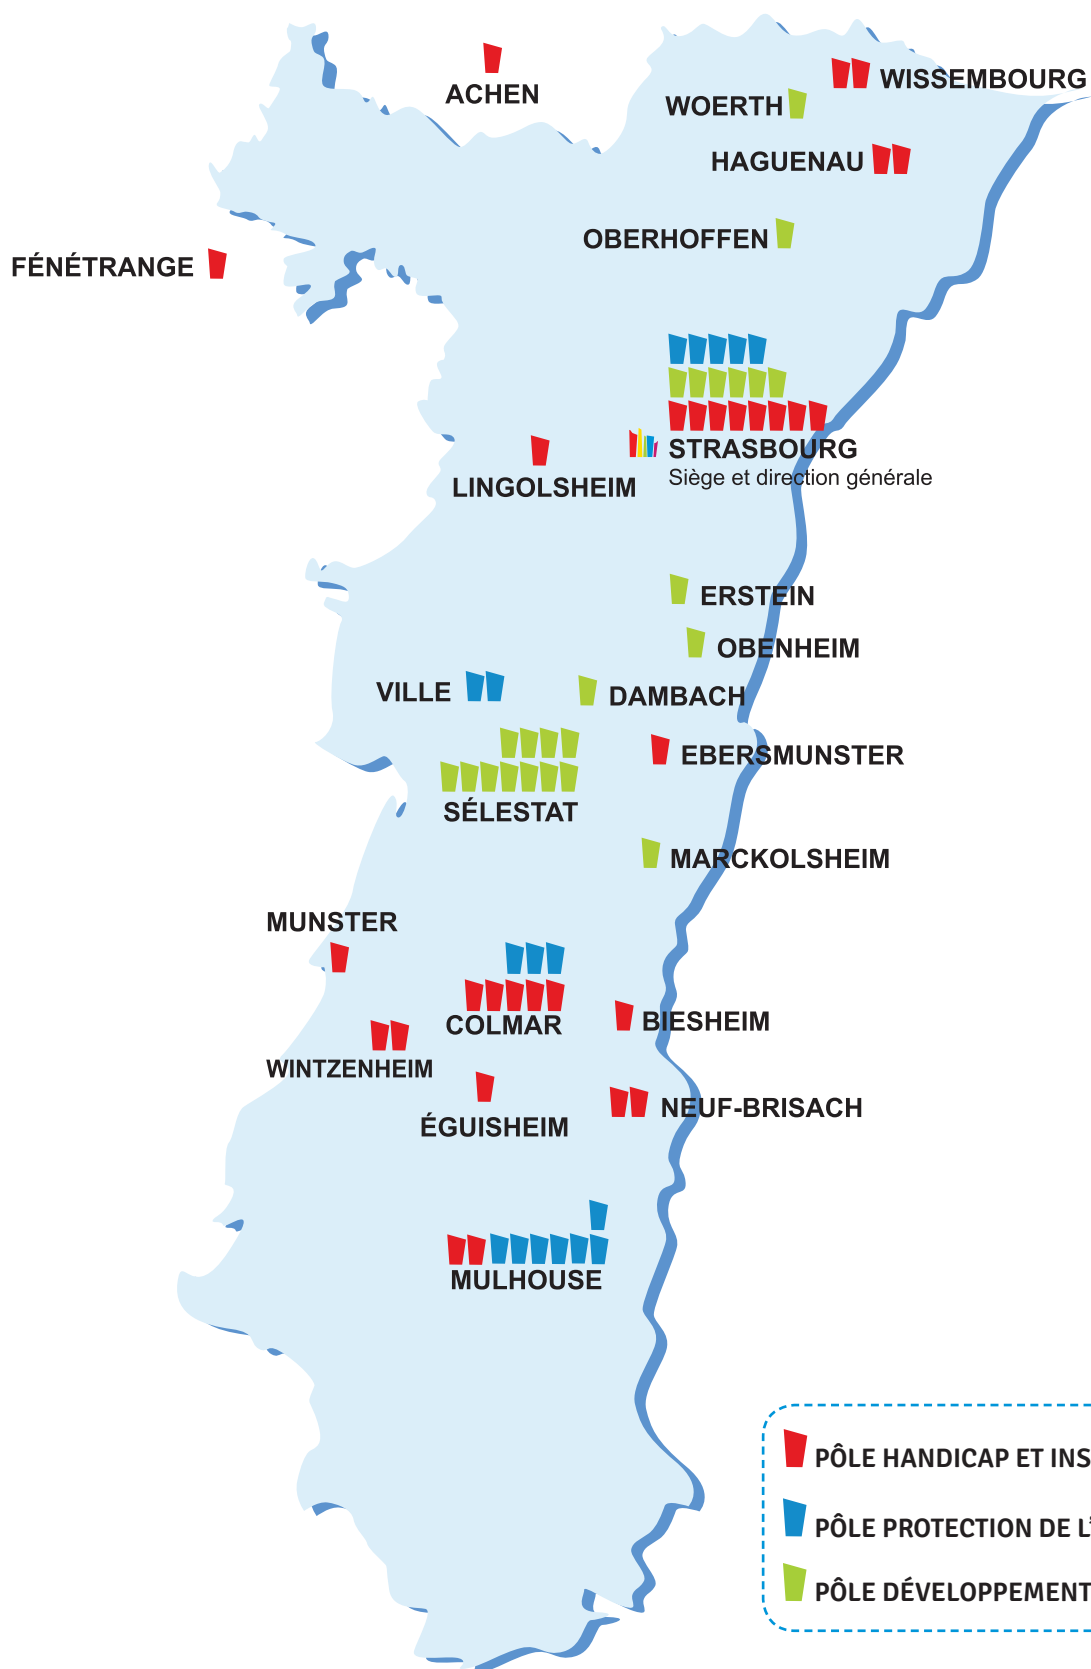 ACHEN
WISSEMBOURG
WOERTH
HAGUENAU
OBERHOFFEN
FÉNÉTRANGE
STRASBOURG
Siège et direction générale
LINGOLSHEIM
ERSTEIN
OBENHEIM
VILLE
DAMBACH
EBERSMUNSTER
SÉLESTAT
MARCKOLSHEIM
MUNSTER
COLMAR
BIESHEIM
WINTZENHEIM
NEUF-BRISACH
ÉGUISHEIM
MULHOUSE
PÔLE HANDICAP ET INS
PÔLE PROTECTION DE L'
PÔLE DÉVELOPPEMENT